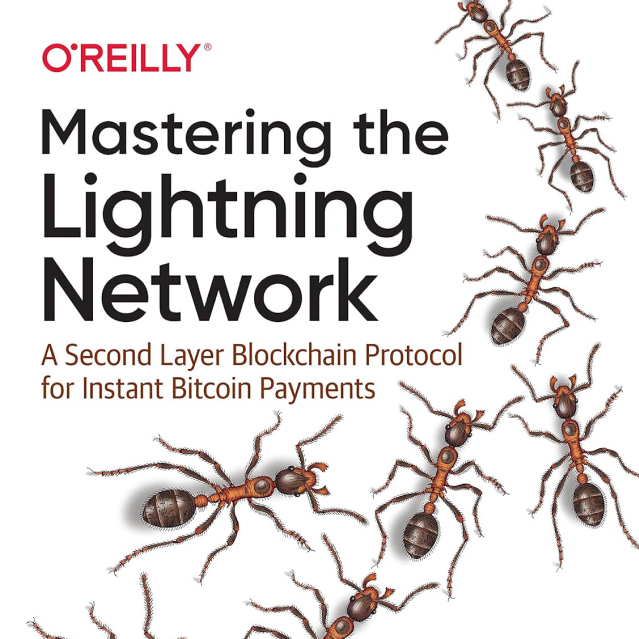 O'REILLY®
Mastering the
Lightning
Network
A Second Layer Blockchain Protocol
for Instant Bitcoin Payments